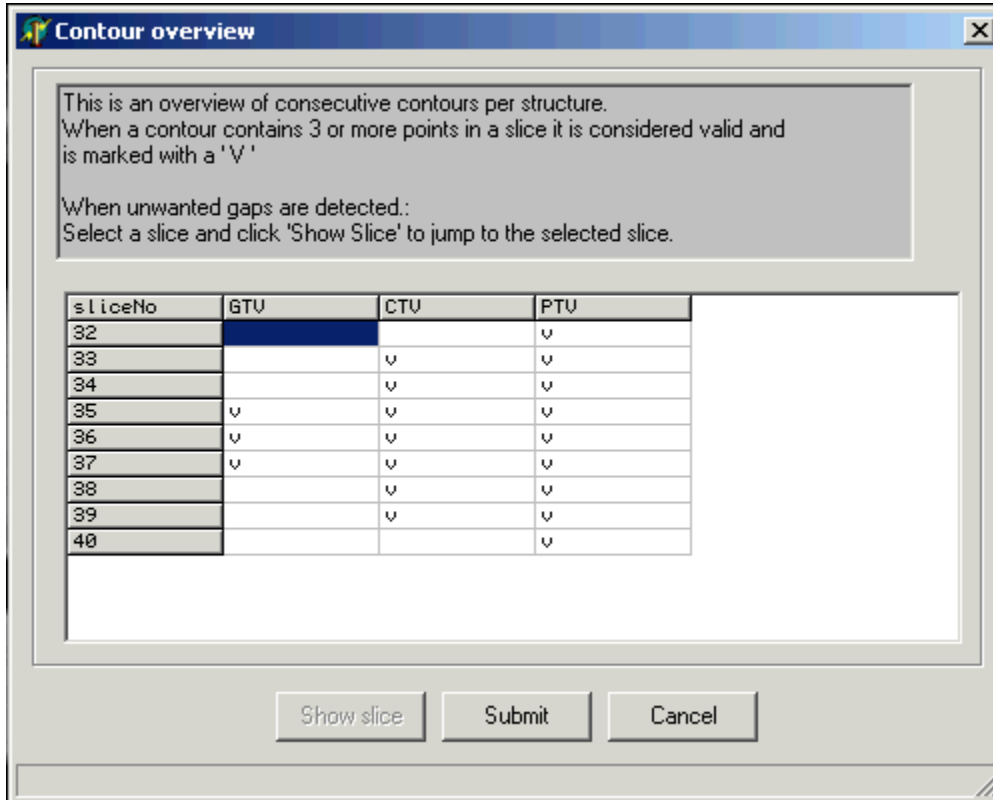 Contour overview
This is an overview of consecutive contours per structure.
When a contour contains 3 or more points in a slice it is considered valid and
is marked with a ' V '
When unwanted gaps are detected.:
Select a slice and click 'Show Slice' to jump to the selected slice.
sliceNo GTV CTV PTV
32 v
33 v v
34 v v
35 v v v
36 v v v
37 v v v
38 v v
39 v v
40 v
Show slice Submit Cancel